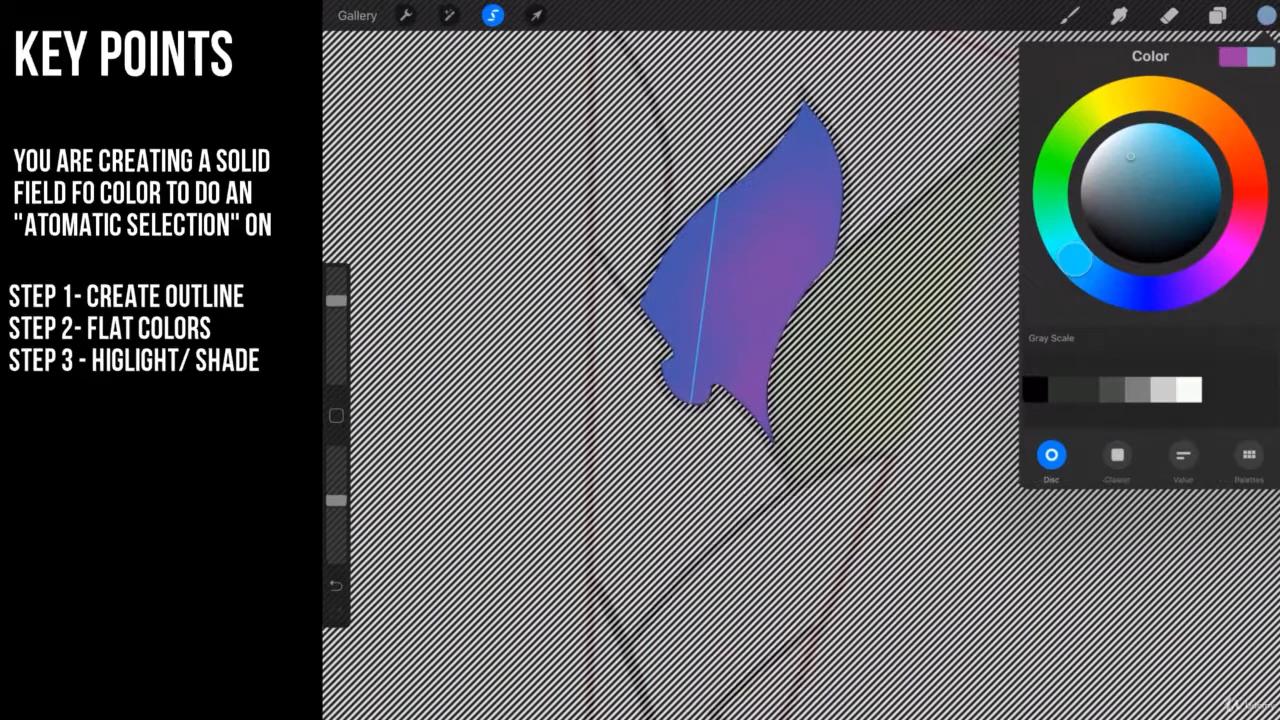 KEY POINTS
YOU ARE CREATING A SOLID
FIELD FO COLOR TO DO AN
"ATOMATIC SELECTION" ON
STEP 1- CREATE OUTLINE
STEP 2- FLAT COLORS
STEP 3 - HIGLIGHT/ SHADE
Gallery
Color
Gray Scale
Disc
Value
Palettes